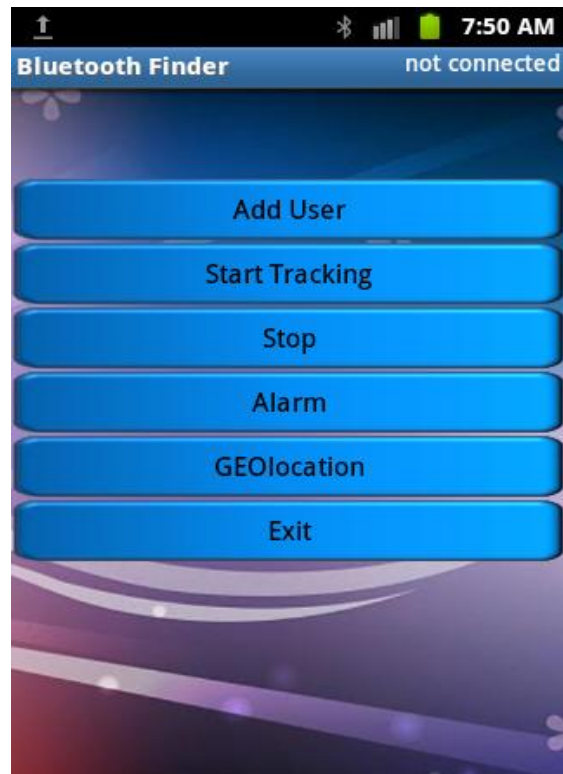 7:50 AM
Bluetooth Finder not connected
Add User
Start Tracking
Stop
Alarm
GEOlocation
Exit